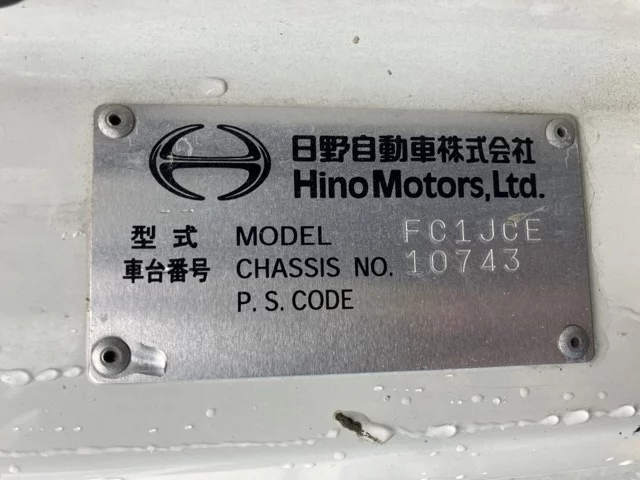 日野自動車株式会社
Hino Motors, Ltd.
型式 MODEL FC1JCE
車台番号 CHASSIS NO. 10743
P. S. CODE